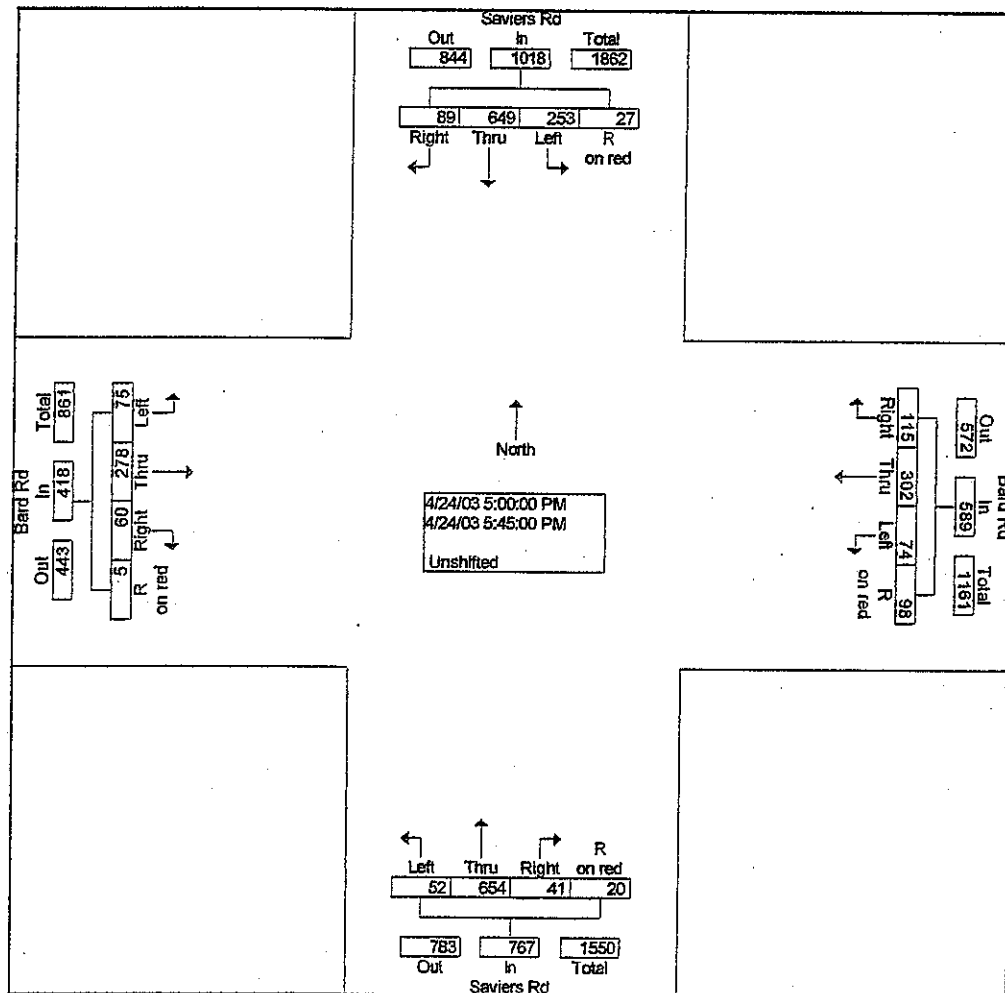 Saviers Rd
Out In Total
844 1018 1862
89 649 253 27
Right Thru Left R
on red
Total In Out
861 418 443
Bard Rd
75 278 60 5
Left Thru Right R
on red
North
4/24/03 5:00:00 PM
4/24/03 5:45:00 PM
Unshifted
Right Thru Left R
on red
115 302 74 98
Out In Total
572 589 1161
Bard Rd
R
Left Thru Right on red
52 654 41 20
783 767 1550
Out In Total
Saviers Rd